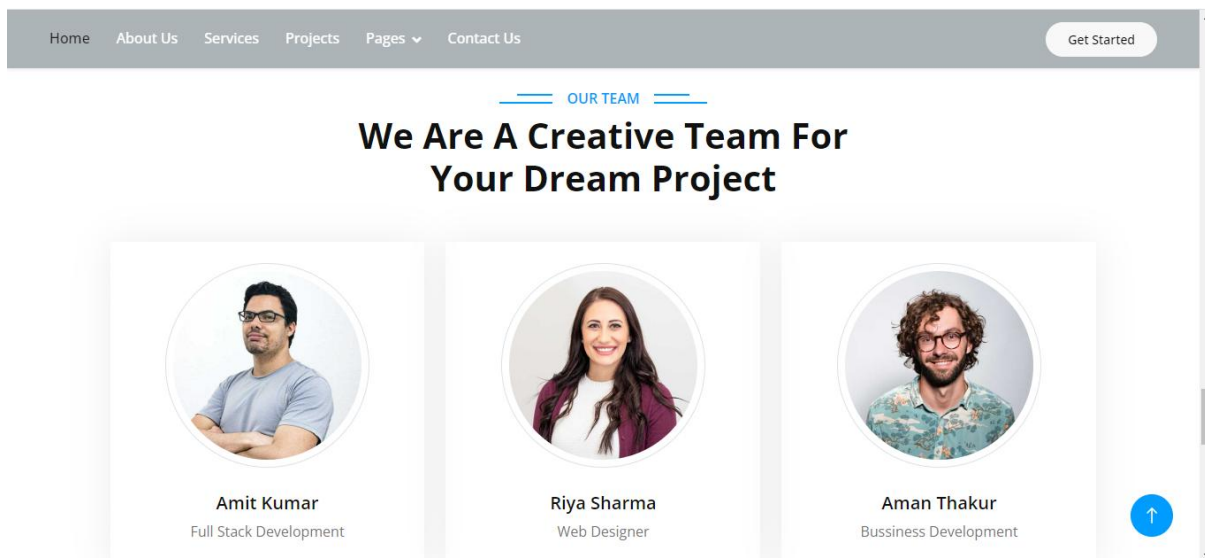 Home About Us Services Projects Pages Contact Us Get Started
OUR TEAM
We Are A Creative Team For
Your Dream Project
Amit Kumar Riya Sharma Aman Thakur
Full Stack Development Web Designer Bussiness Development